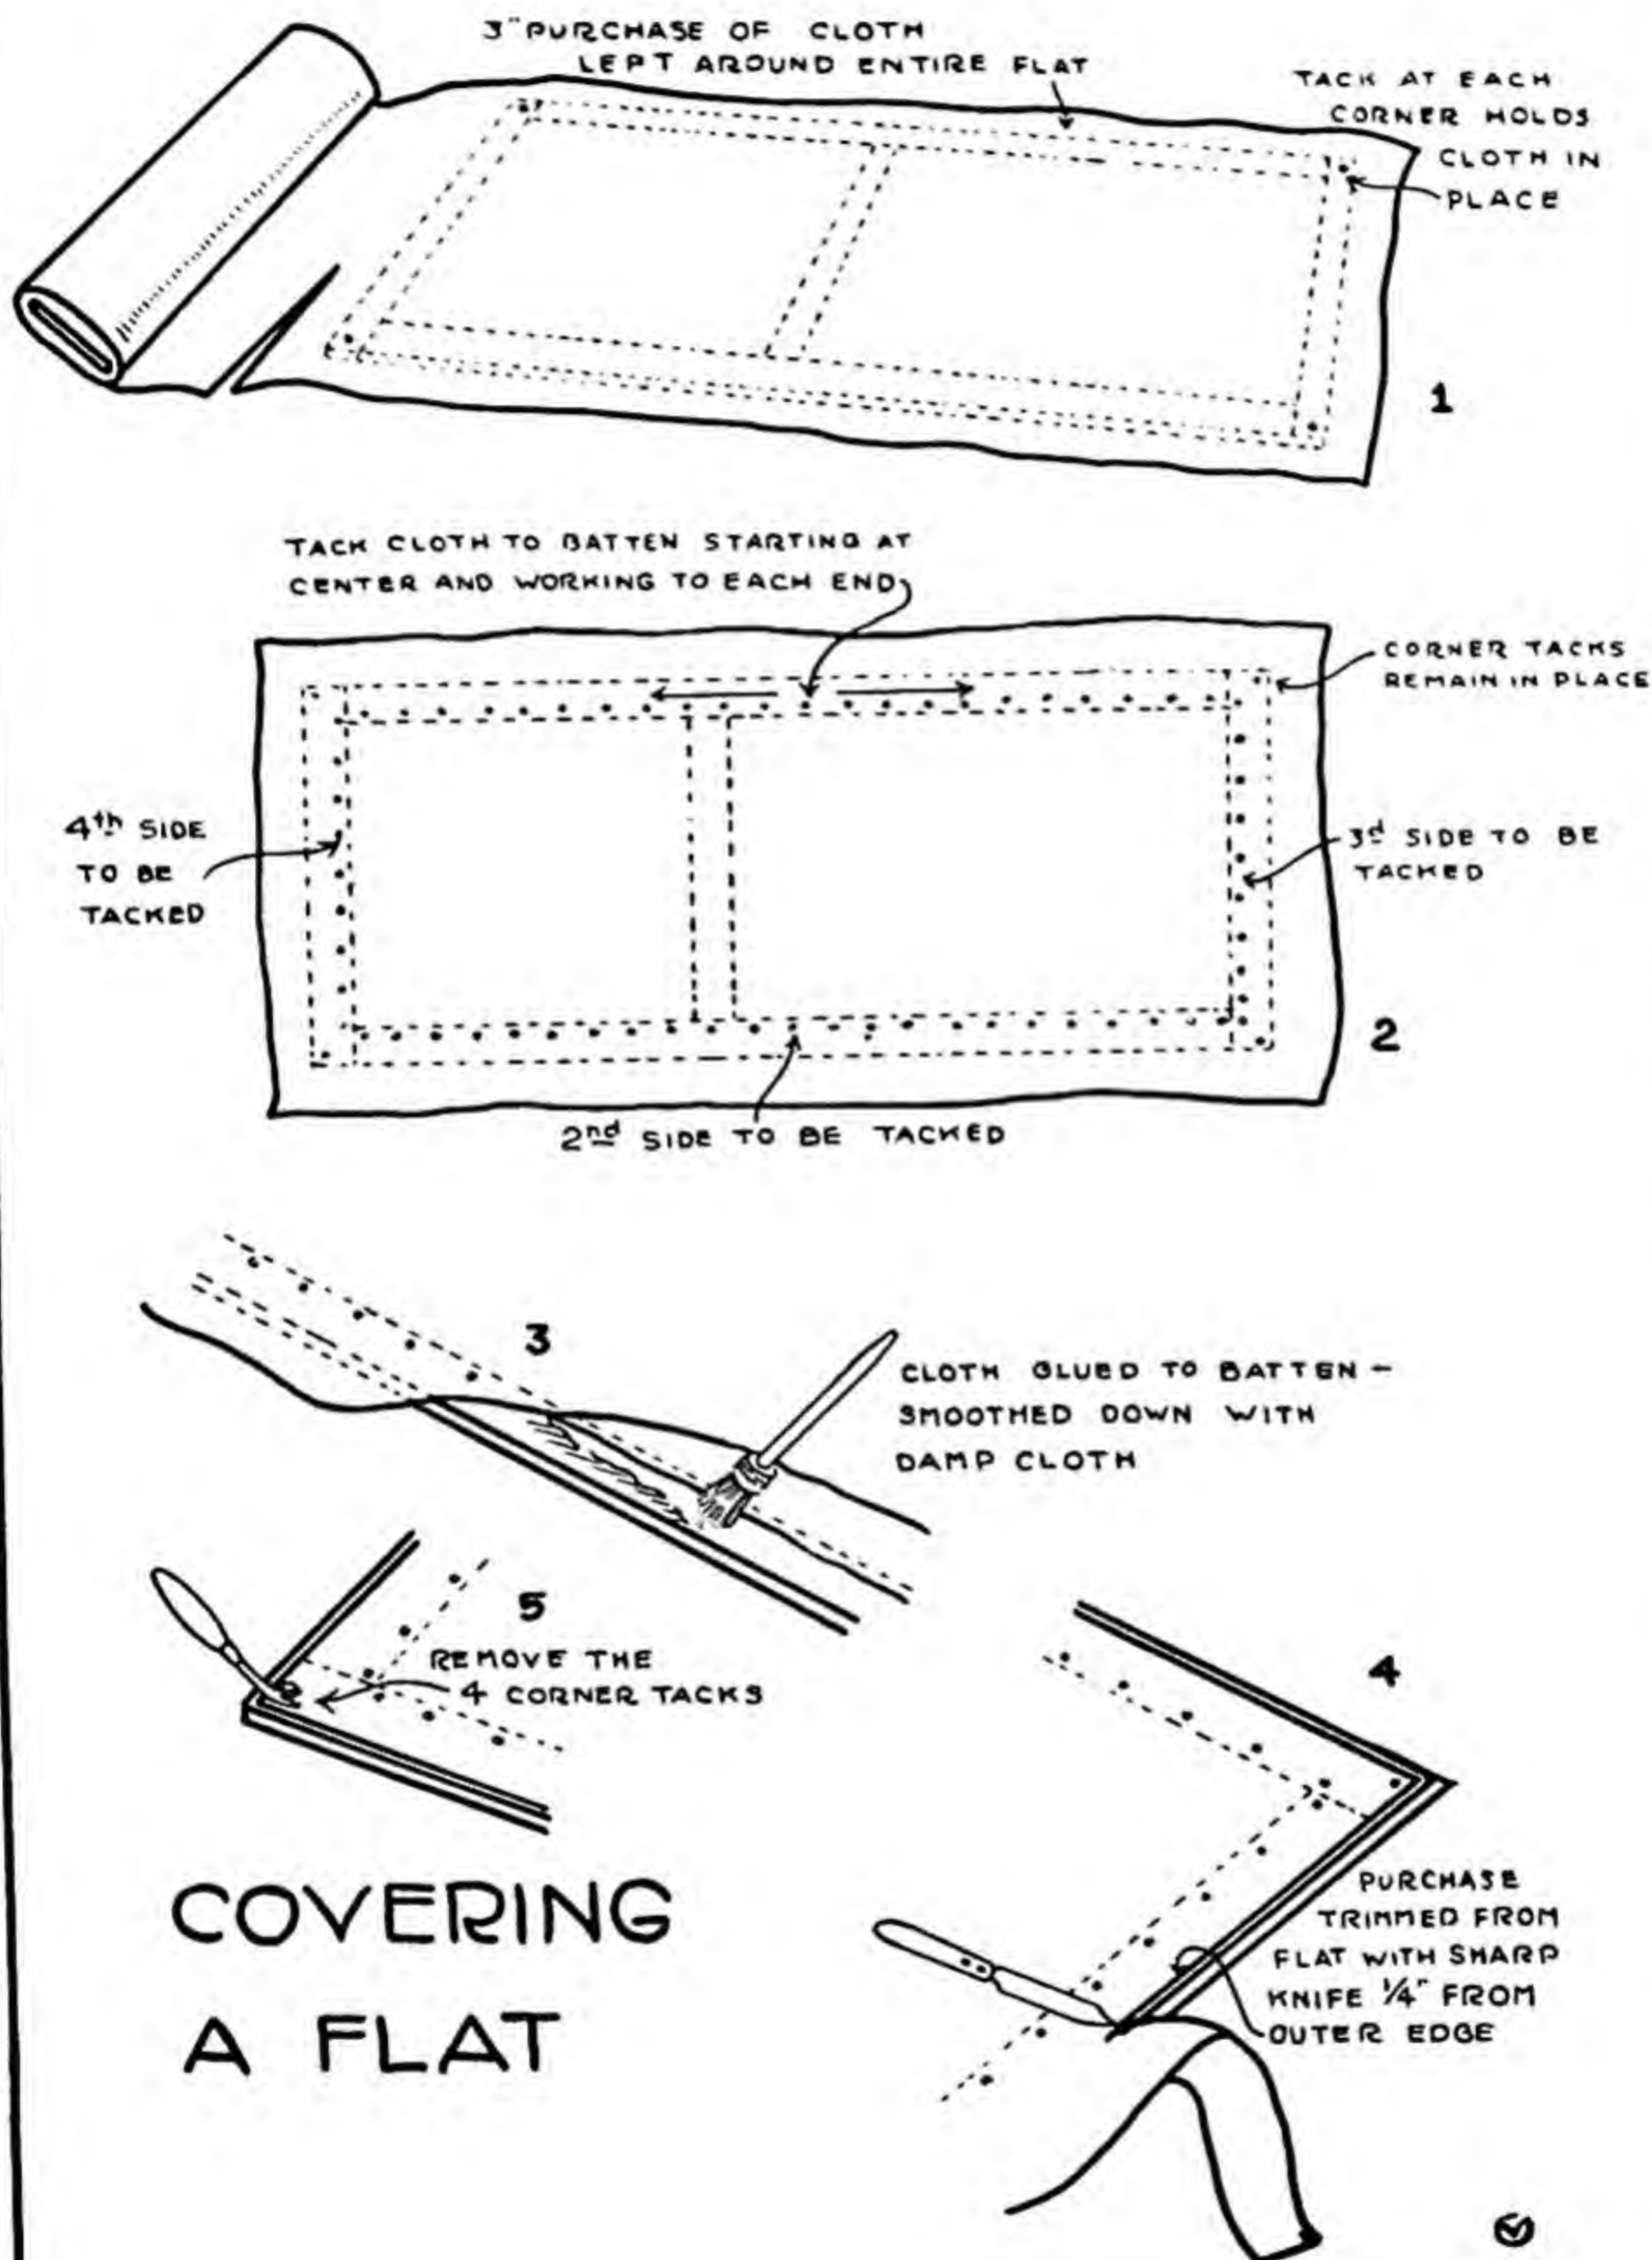 3" PURCHASE OF CLOTH
LEFT AROUND ENTIRE FLAT
TACK AT EACH
CORNER HOLDS
CLOTH IN
PLACE
1
TACK CLOTH TO BATTEN STARTING AT
CENTER AND WORKING TO EACH END
CORNER TACKS
REMAIN IN PLACE
4th SIDE
TO BE
TACKED
3d SIDE TO BE
TACKED
2
2nd SIDE TO BE TACKED
3
CLOTH GLUED TO BATTEN -
SMOOTHED DOWN WITH
DAMP CLOTH
5
REMOVE THE
4 CORNER TACKS
4
PURCHASE
TRIMMED FROM
FLAT WITH SHARP
KNIFE 1/4" FROM
OUTER EDGE
COVERING
A FLAT